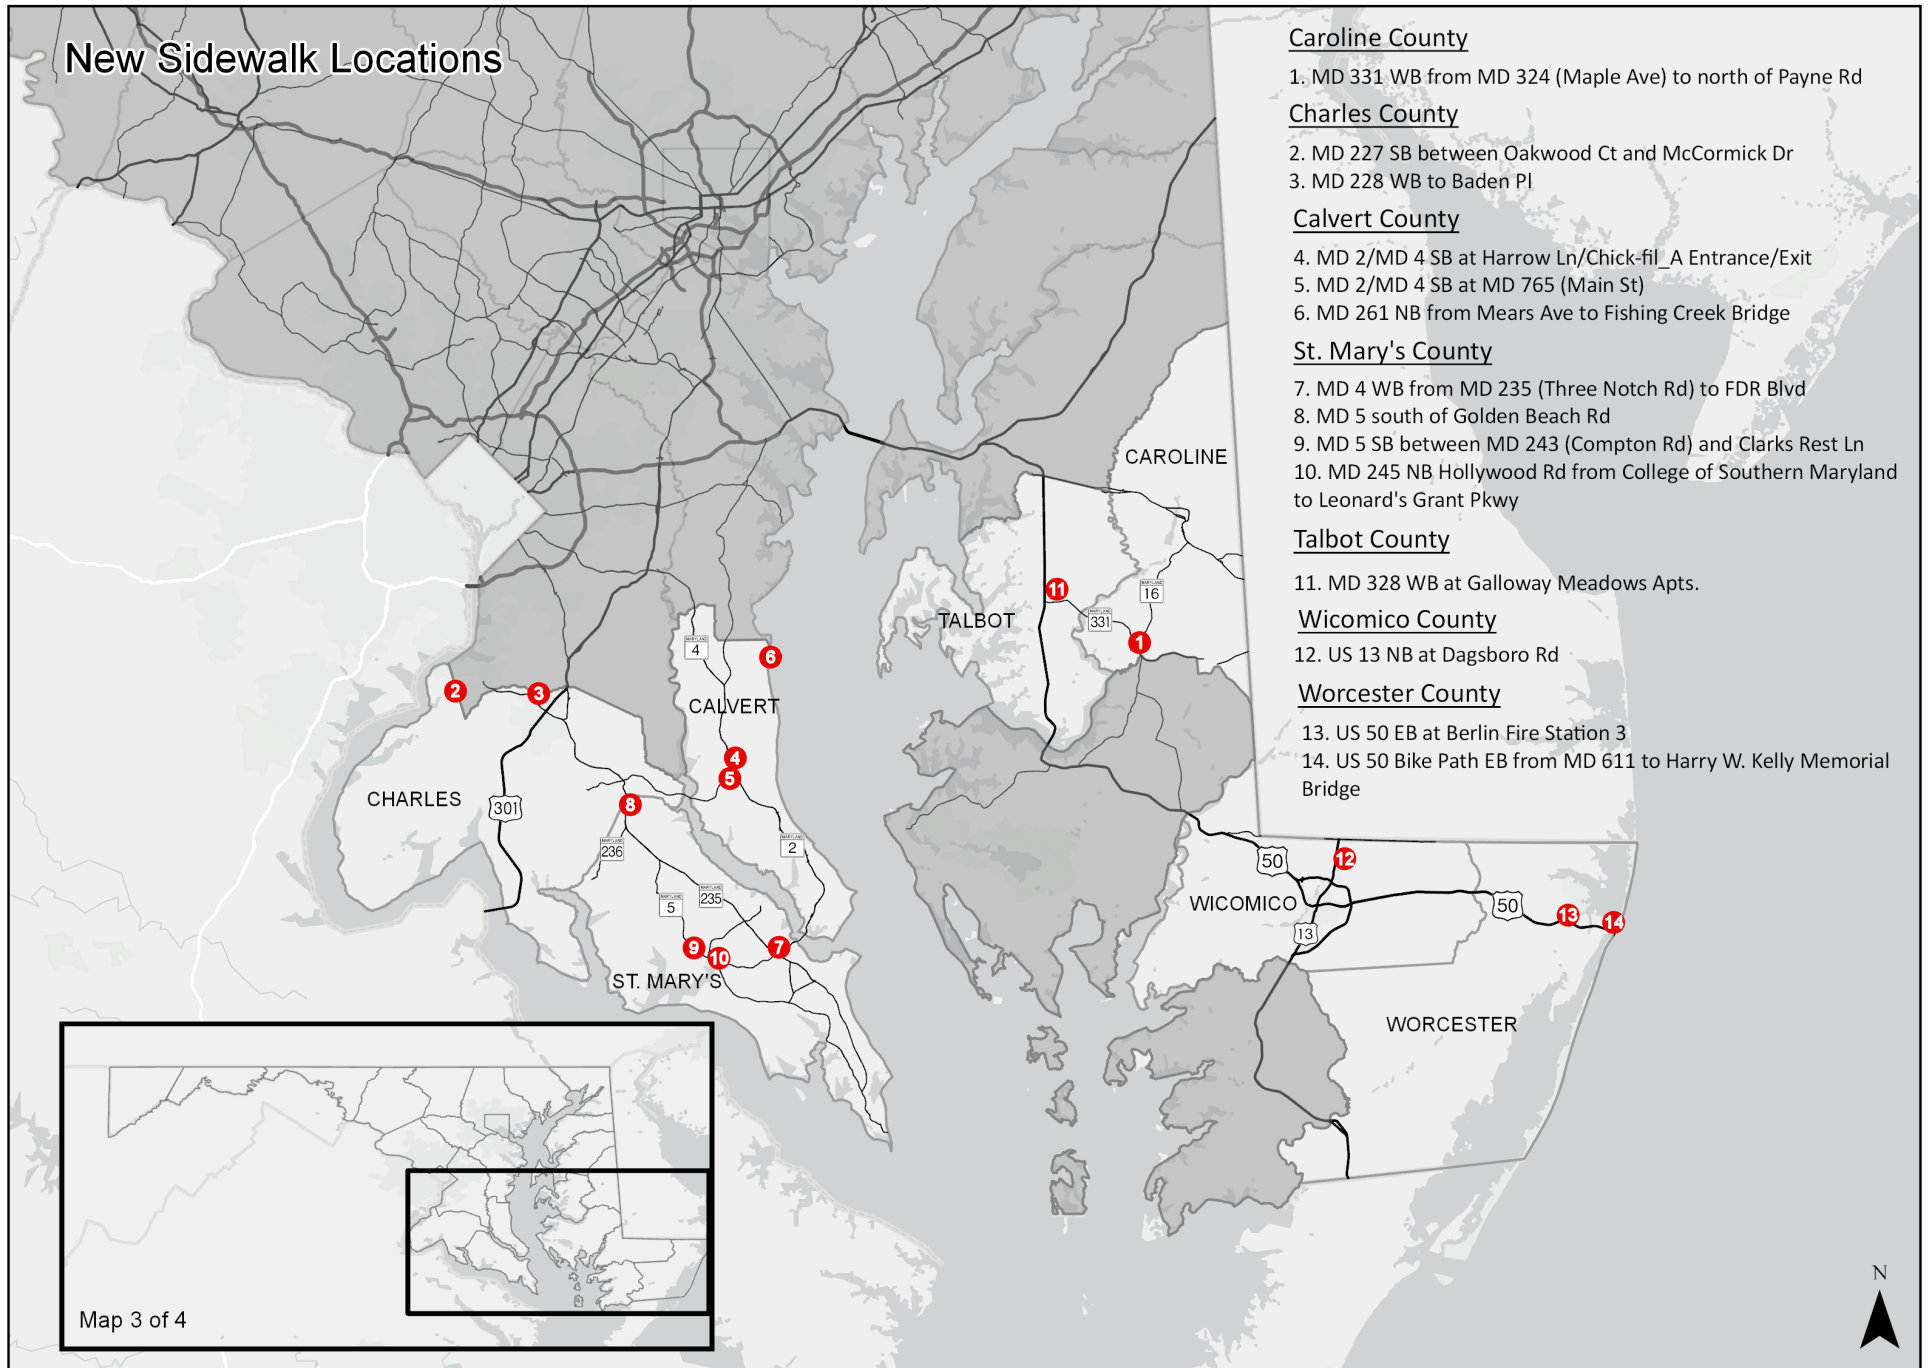 New Sidewalk Locations
Caroline County
1. MD 331 WB from MD 324 (Maple Ave) to north of Payne Rd
Charles County
2. MD 227 SB between Oakwood Ct and McCormick Dr
3. MD 228 WB to Baden Pl
Calvert County
4. MD 2/MD 4 SB at Harrow Ln/Chick-fil_A Entrance/Exit
5. MD 2/MD 4 SB at MD 765 (Main St)
6. MD 261 NB from Mears Ave to Fishing Creek Bridge
St. Mary's County
7. MD 4 WB from MD 235 (Three Notch Rd) to FDR Blvd
8. MD 5 south of Golden Beach Rd
9. MD 5 SB between MD 243 (Compton Rd) and Clarks Rest Ln
10. MD 245 NB Hollywood Rd from College of Southern Maryland
to Leonard's Grant Pkwy
Talbot County
11. MD 328 WB at Galloway Meadows Apts.
Wicomico County
12. US 13 NB at Dagsboro Rd
Worcester County
13. US 50 EB at Berlin Fire Station 3
14. US 50 Bike Path EB from MD 611 to Harry W. Kelly Memorial
Bridge
CAROLINE
11
MARYLAND
16
TALBOT
MARYLAND
331
1
MARYLAND
4
6
2
3
CALVERT
4
5
CHARLES
301
8
MARYLAND
236
MARYLAND
2
MARYLAND
5
MARYLAND
235
9
10
7
ST. MARY'S
50
12
WICOMICO
50
13
13
14
WORCESTER
Map 3 of 4
N